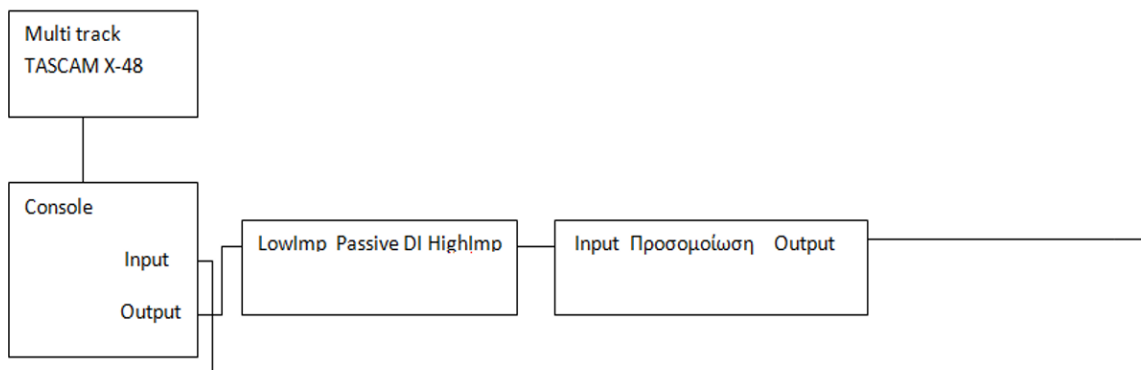 Multi track
TASCAM X-48
Console
Input
Output
LowImp Passive DI HighImp
Input Προσομοίωση Output